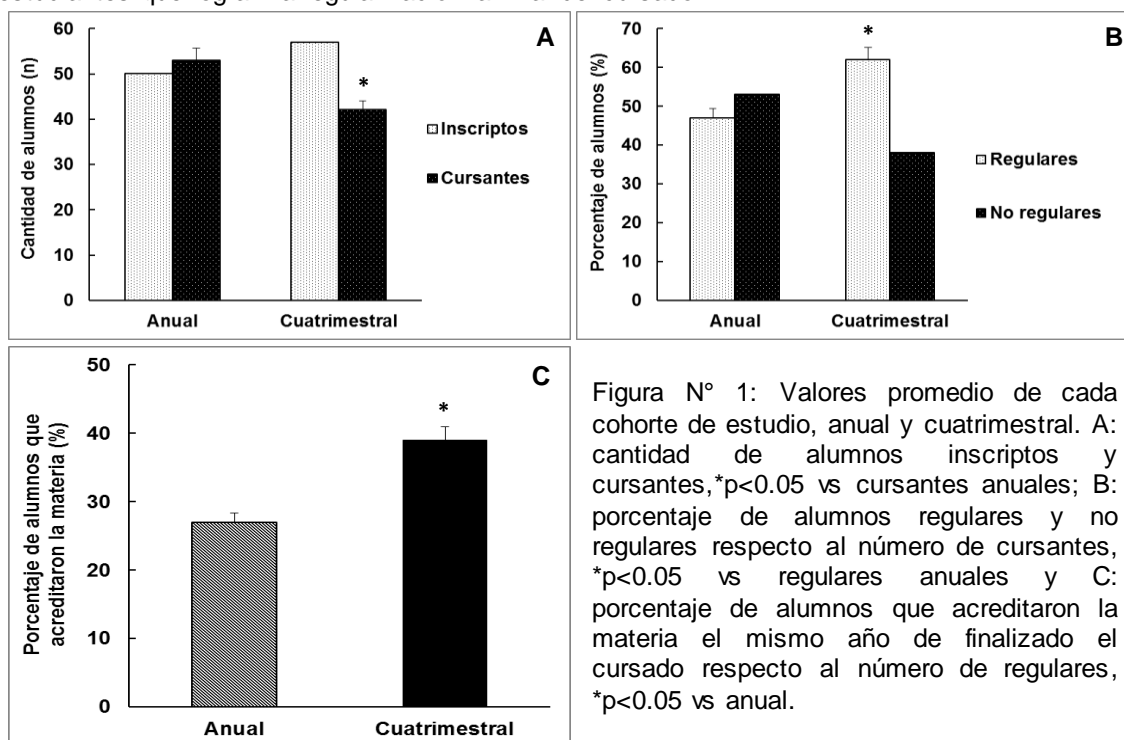 estudiantes que
A
Cantidad de alumnos (n)
60
50
40
30
20
10
0
*
Anual
Cuatrimestral
Inscriptos
Cursantes
B
Porcentaje de alumnos (%)
70
60
50
40
30
20
10
0
*
Anual
Cuatrimestral
Regulares
No regulares
C
Porcentaje de alumnos que
acreditaron la materia (%)
50
40
30
20
10
0
*
Anual
Cuatrimestral
Figura N° 1: Valores promedio de cada
cohorte de estudio, anual y cuatrimestral. A:
cantidad de alumnos inscriptos y
cursantes,*p<0.05 vs cursantes anuales; B:
porcentaje de alumnos regulares y no
regulares respecto al número de cursantes,
*p<0.05 vs regulares anuales y C:
porcentaje de alumnos que acreditaron la
materia el mismo año de finalizado el
cursado respecto al número de regulares,
*p<0.05 vs anual.